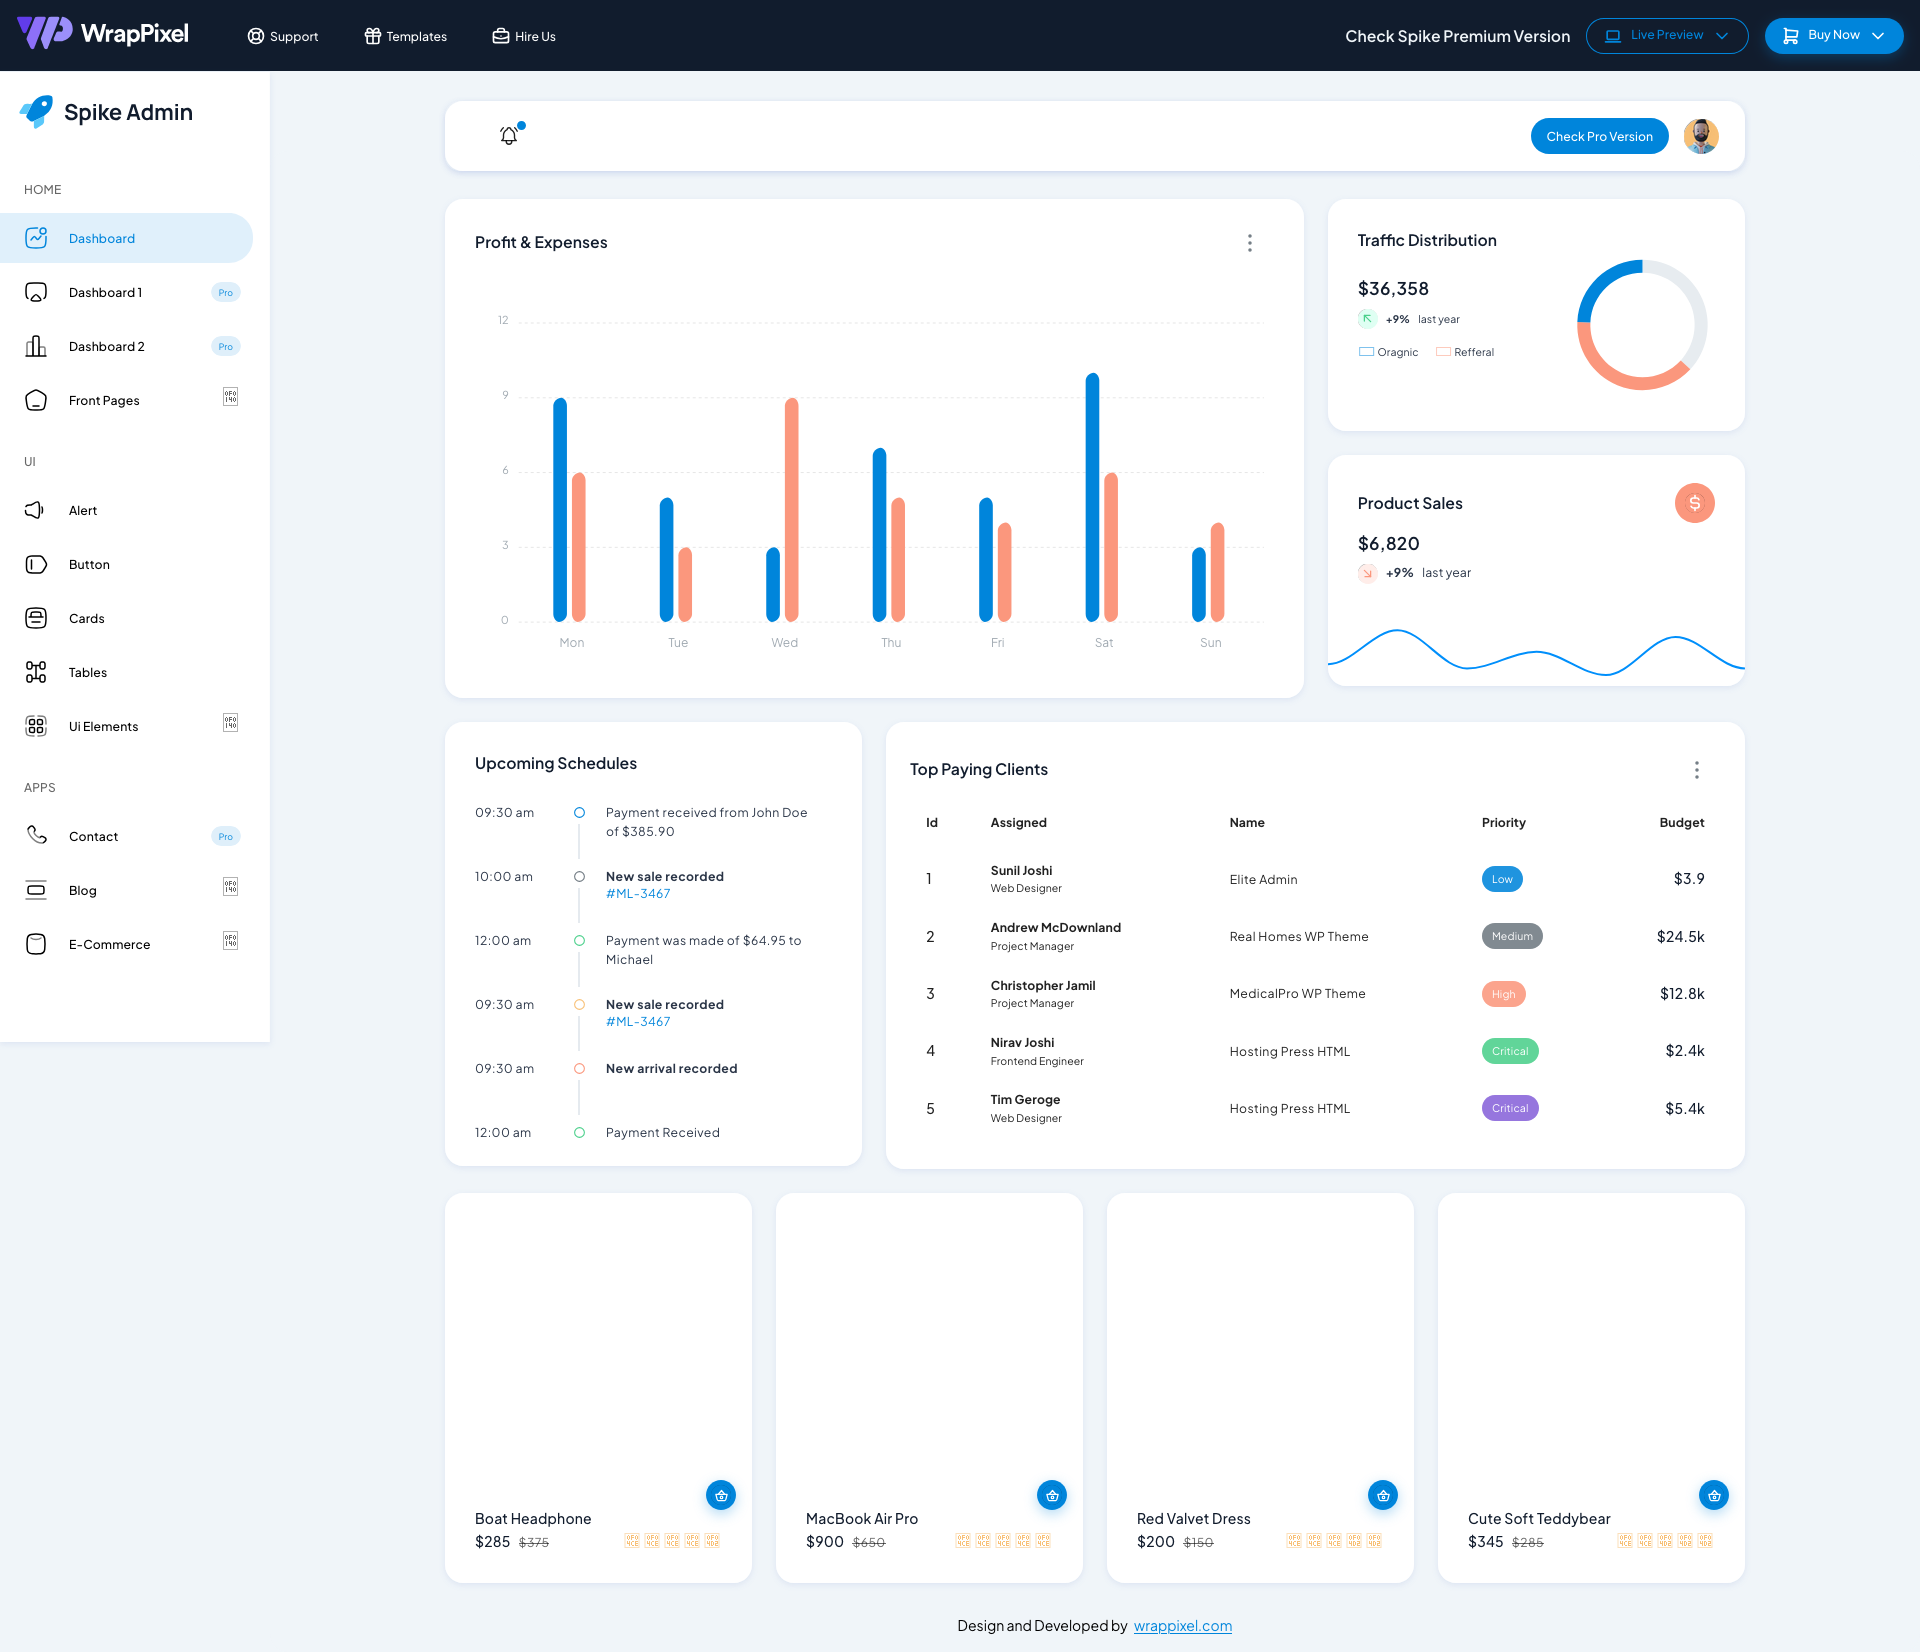 WrapPixel
Support
Templates
Hire Us
Check Spike Premium Version
Live Preview
Buy Now
Spike Admin
HOME
Dashboard
Dashboard 1
Pro
Dashboard 2
Pro
Front Pages
UI
Alert
Button
Cards
Tables
Ui Elements
APPS
Contact
Pro
Blog
E-Commerce
Check Pro Version
Profit & Expenses
12
9
6
3
0
Mon
Tue
Wed
Thu
Fri
Sat
Sun
Traffic Distribution
$36,358
+9% last year
Oragnic
Refferal
Product Sales
$6,820
+9% last year
Upcoming Schedules
09:30 am
Payment received from John Doe
of $385.90
10:00 am
New sale recorded
#ML-3467
12:00 am
Payment was made of $64.95 to
Michael
09:30 am
New sale recorded
#ML-3467
09:30 am
New arrival recorded
12:00 am
Payment Received
Top Paying Clients
Id Assigned Name Priority Budget
1 Sunil Joshi Elite Admin Low $3.9
Web Designer
2 Andrew McDownland Real Homes WP Theme Medium $24.5k
Project Manager
3 Christopher Jamil MedicalPro WP Theme High $12.8k
Project Manager
4 Nirav Joshi Hosting Press HTML Critical $2.4k
Frontend Engineer
5 Tim Geroge Hosting Press HTML Critical $5.4k
Web Designer
Boat Headphone
$285 $375
MacBook Air Pro
$900 $650
Red Valvet Dress
$200 $150
Cute Soft Teddybear
$345 $285
Design and Developed by wrappixel.com